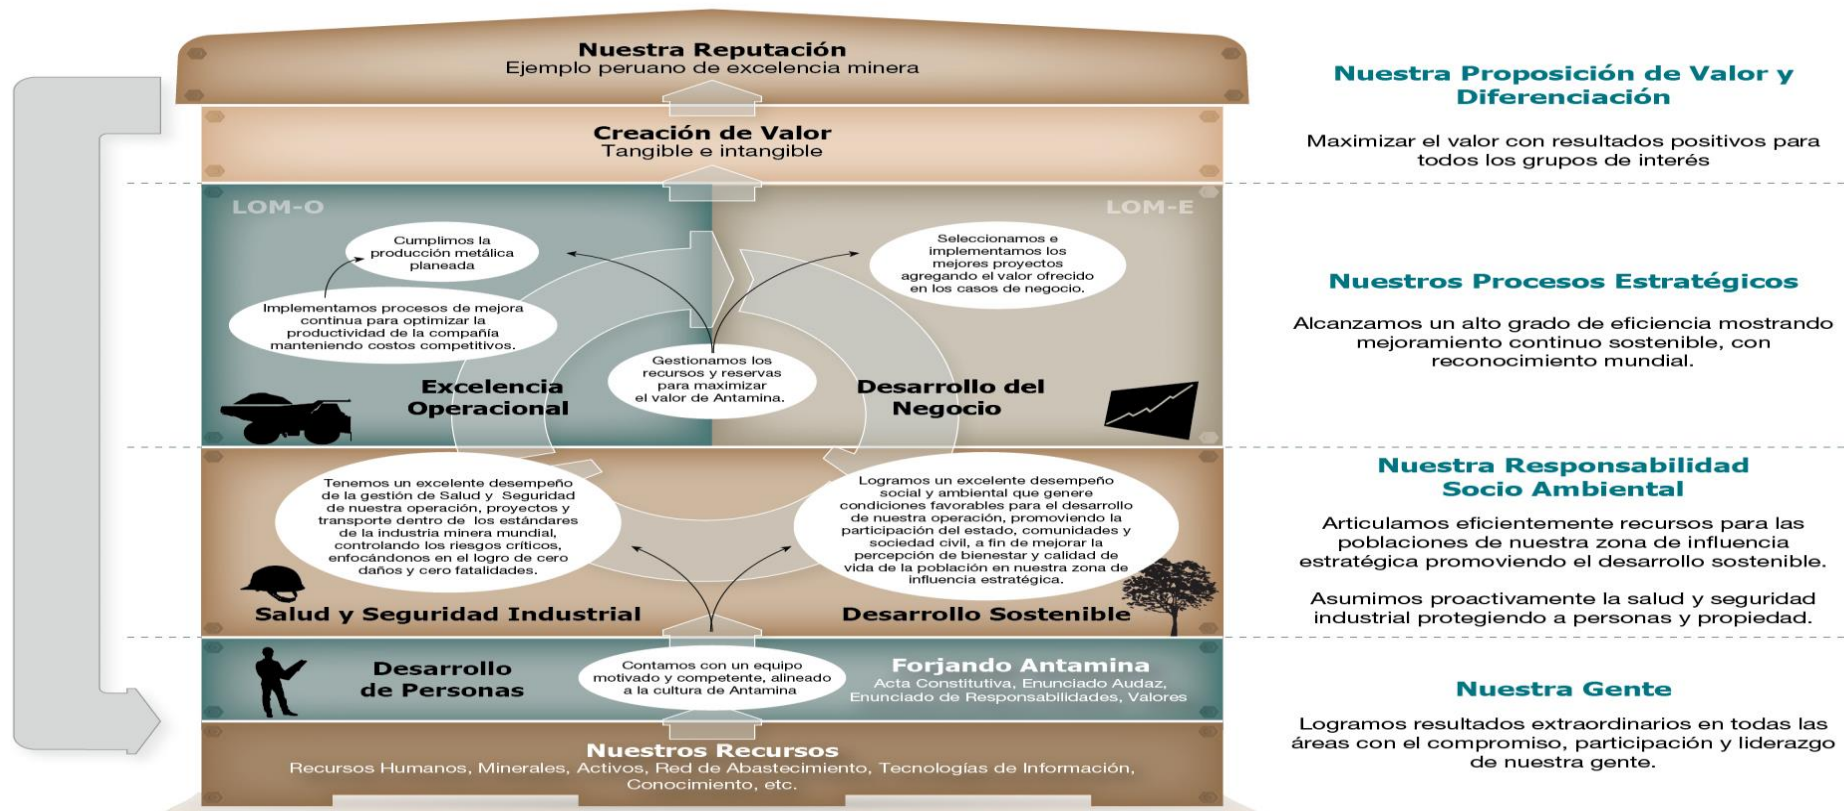 Nuestra Reputación
Ejemplo peruano de excelencia minera
Creación de Valor
Tangible e intangible
Nuestra Proposición de Valor y
Diferenciación
Maximizar el valor con resultados positivos para
todos los grupos de interés
LOM-O
LOM-E
Cumplimos la
producción metálica
planeada
Implementamos procesos de mejora
continua para optimizar la
productividad de la compañía
manteniendo costos competitivos.
Seleccionamos e
implementamos los
mejores proyectos
agregando el valor ofrecido
en los casos de negocio.
Gestionamos los
recursos y reservas
para maximizar
el valor de Antamina.
Excelencia
Operacional
Desarrollo del
Negocio
Nuestros Procesos Estratégicos
Alcanzamos un alto grado de eficiencia mostrando
mejoramiento continuo sostenible, con
reconocimiento mundial.
Tenemos un excelente desempeño
de la gestión de Salud y Seguridad
de nuestra operación, proyectos y
transporte dentro de los estándares
de la industria minera mundial,
controlando los riesgos críticos,
enfocándonos en el logro de cero
daños y cero fatalidades.
Salud y Seguridad Industrial
Logramos un excelente desempeño
social y ambiental que genere
condiciones favorables para el desarrollo
de nuestra operación, promoviendo la
participación del estado, comunidades y
sociedad civil, a fin de mejorar la
percepción de bienestar y calidad de
vida de la población en nuestra zona de
influencia estratégica.
Desarrollo Sostenible
Nuestra Responsabilidad
Socio Ambiental
Articulamos eficientemente recursos para las
poblaciones de nuestra zona de influencia
estratégica promoviendo el desarrollo sostenible.
Asumimos proactivamente la salud y seguridad
industrial protegiendo a personas y propiedad.
Desarrollo
de Personas
Contamos con un equipo
motivado y competente, alineado
a la cultura de Antamina
Forjando Antamina
Acta Constitutiva, Enunciado Audaz,
Enunciado de Responsabilidades, Valores
Nuestra Gente
Logramos resultados extraordinarios en todas las
áreas con el compromiso, participación y liderazgo
de nuestra gente.
Nuestros Recursos
Recursos Humanos, Minerales, Activos, Red de Abastecimiento, Tecnologías de Información,
Conocimiento, etc.